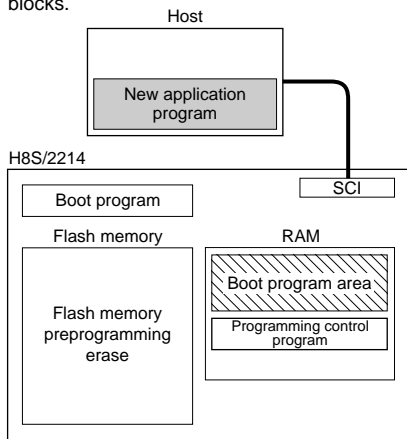 blocks.
Host
New application
program
H8S/2214
SCI
Boot program
Flash memory
RAM
Boot program area
Flash memory
preprogramming
erase
Programming control
program